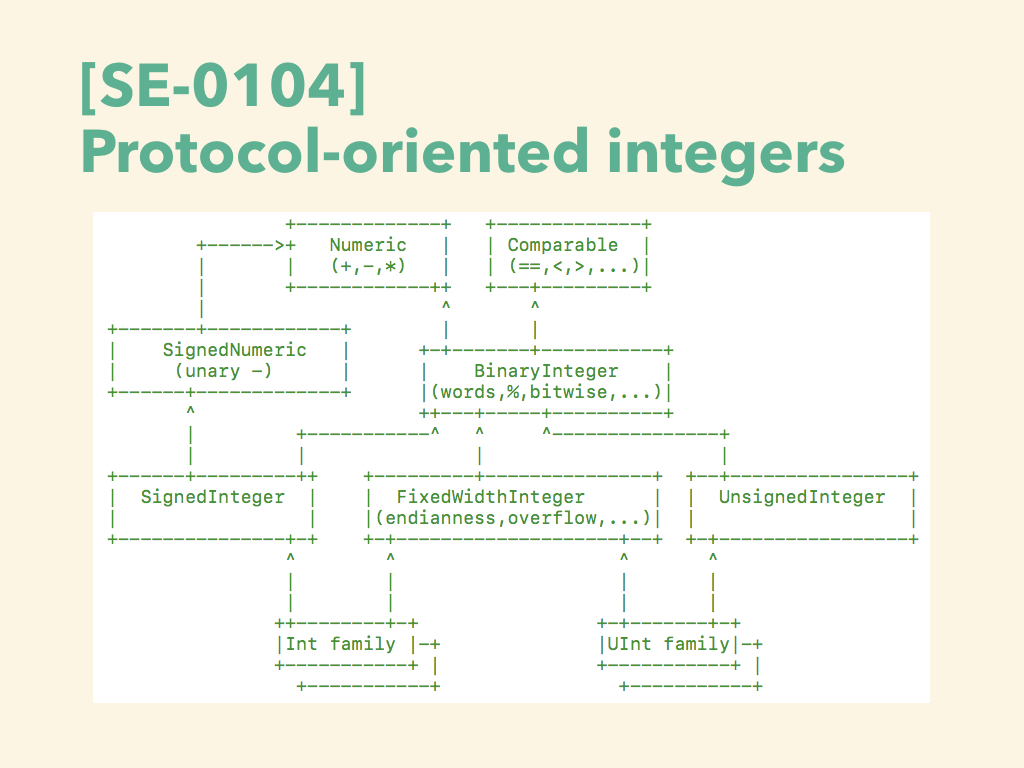 [SE-0104]
Protocol-oriented integers
Numeric
(+,-,*)
Comparable
(==,<,>,...)
SignedNumeric
(unary -)
BinaryInteger
(words,%,bitwise,...)
SignedInteger
FixedWidthInteger
(endianness,overflow,...)
UnsignedInteger
Int family
UInt family